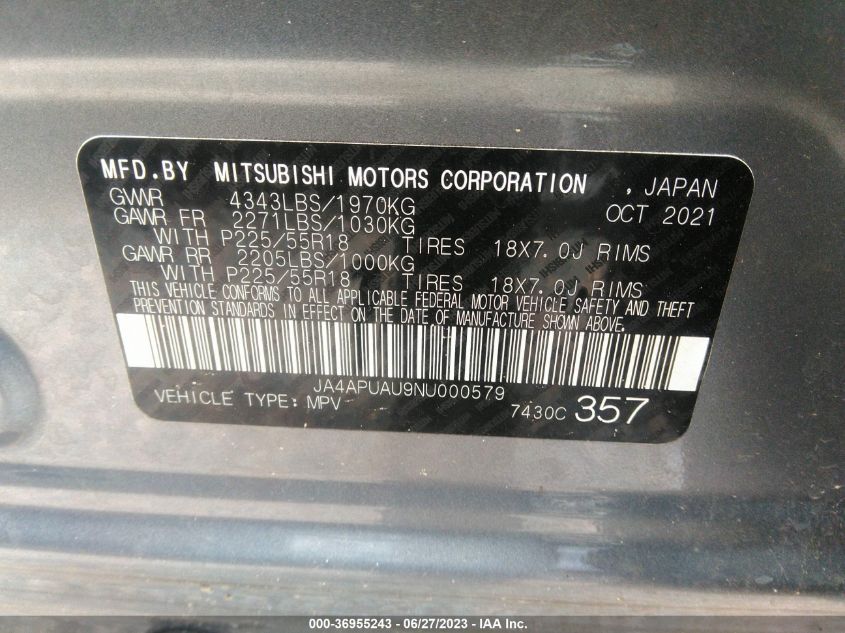 MFD.BY MITSUBISHI MOTORS CORPORATION , JAPAN
GVWR 4343LBS/1970KG OCT 2021
GAWR FR 2271LBS/1030KG
WITH P225/55R18 TIRES 18X7.0J RIMS
GAWR RR 2205LBS/1000KG
WITH P225/55R18 TIRES 18X7.0J RIMS
THIS VEHICLE CONFORMS TO ALL APPLICABLE FEDERAL MOTOR VEHICLE SAFETY AND THEFT
PREVENTION STANDARDS IN EFFECT ON THE DATE OF MANUFACTURE SHOWN ABOVE.
JA4APUAU9NU000579
VEHICLE TYPE: MPV 7430C 357
000-36955243 - 06/27/2023 - IAA Inc.